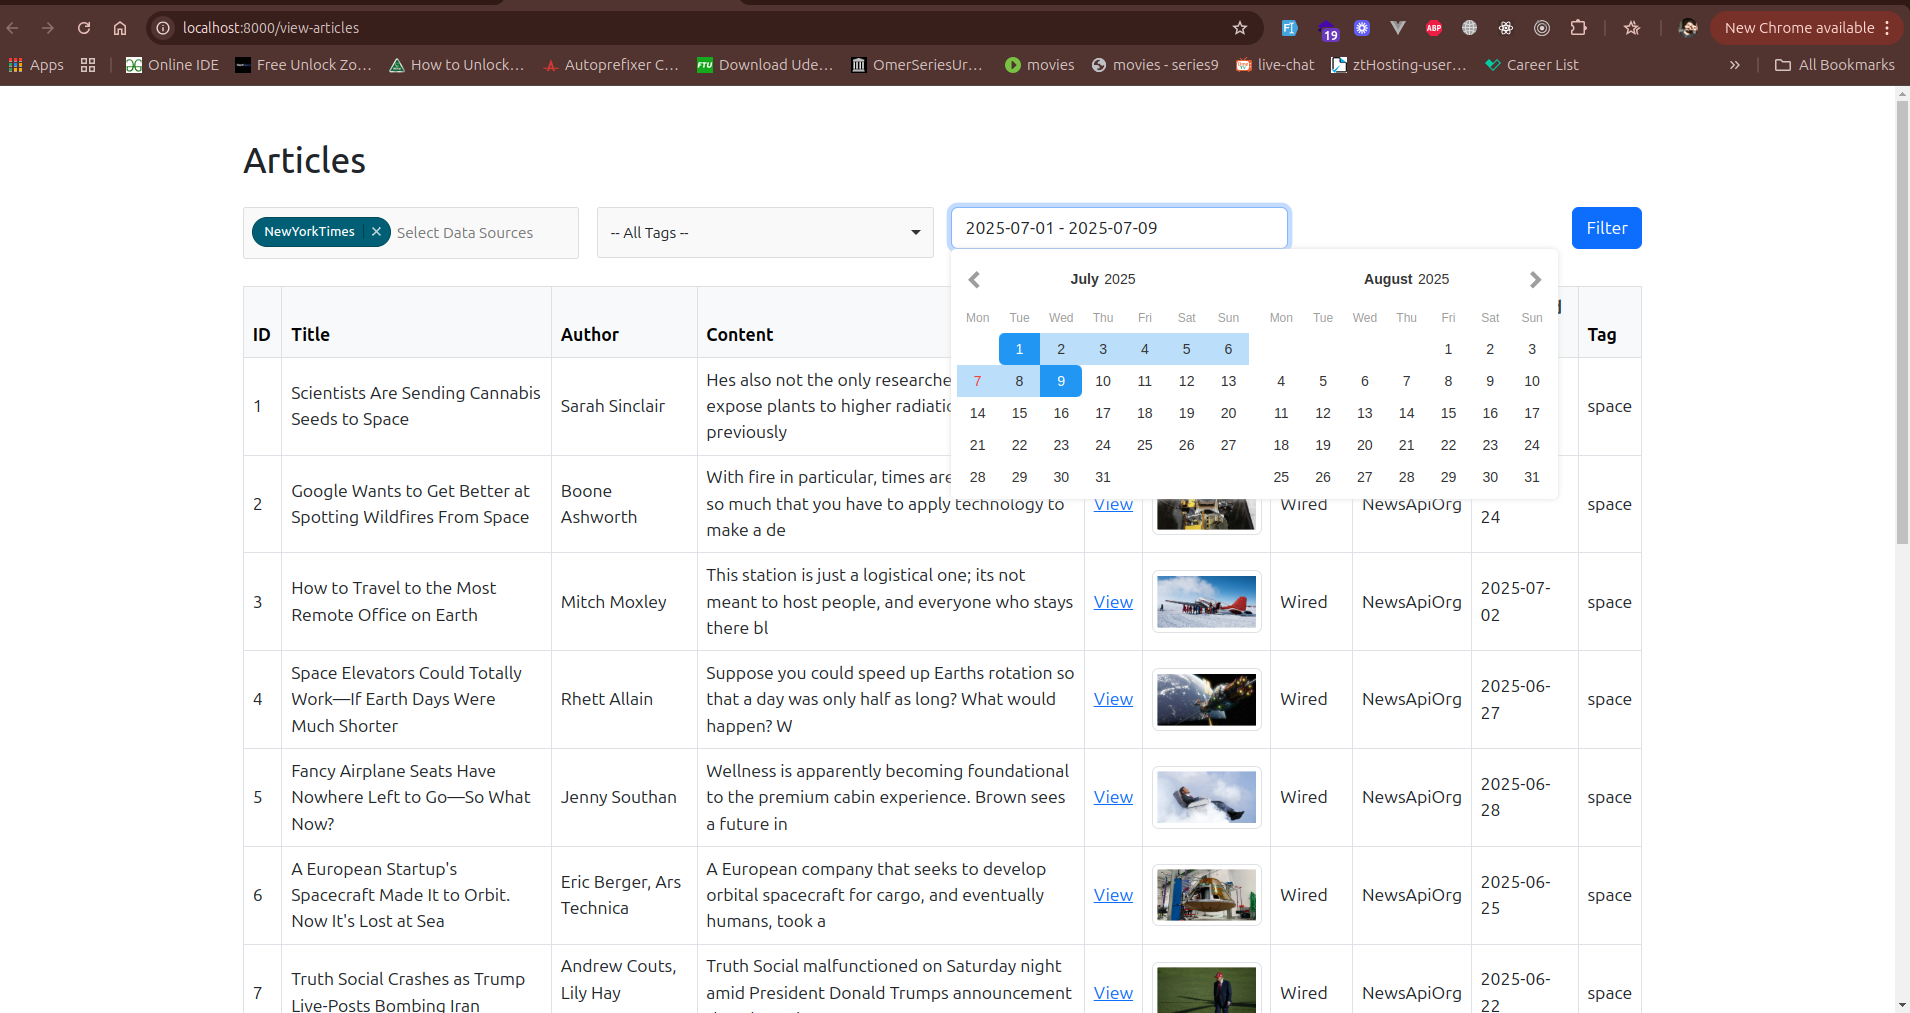 localhost:8000/view-articles
19
ABP
New Chrome available
Apps
Online IDE
Free Unlock Zo...
How to Unlock...
Autoprefixer C...
FTU
Download Ude...
OmerSeriesUr...
movies
movies - series9
live-chat
ztHosting-user...
Career List
»
All Bookmarks
Articles
NewYorkTimes ×
Select Data Sources
-- All Tags --
2025-07-01 - 2025-07-09
Filter
July 2025
Mon Tue Wed Thu Fri Sat Sun
1 2 3 4 5 6
7 8 9 10 11 12 13
14 15 16 17 18 19 20
21 22 23 24 25 26 27
28 29 30 31
August 2025
Mon Tue Wed Thu Fri Sat Sun
1 2 3
4 5 6 7 8 9 10
11 12 13 14 15 16 17
18 19 20 21 22 23 24
25 26 27 28 29 30 31
ID
Title
Author
Content
Tag
1
Scientists Are Sending Cannabis
Seeds to Space
Sarah Sinclair
Hes also not the only researche
expose plants to higher radiatio
previously
space
2
Google Wants to Get Better at
Spotting Wildfires From Space
Boone
Ashworth
With fire in particular, times are
so much that you have to apply technology to
make a de
View
Wired
NewsApiOrg
24
space
3
How to Travel to the Most
Remote Office on Earth
Mitch Moxley
This station is just a logistical one; its not
meant to host people, and everyone who stays
there bl
View
Wired
NewsApiOrg
2025-07-
02
space
4
Space Elevators Could Totally
Work—If Earth Days Were
Much Shorter
Rhett Allain
Suppose you could speed up Earths rotation so
that a day was only half as long? What would
happen? W
View
Wired
NewsApiOrg
2025-06-
27
space
5
Fancy Airplane Seats Have
Nowhere Left to Go—So What
Now?
Jenny Southan
Wellness is apparently becoming foundational
to the premium cabin experience. Brown sees
a future in
View
Wired
NewsApiOrg
2025-06-
28
space
6
A European Startup's
Spacecraft Made It to Orbit.
Now It's Lost at Sea
Eric Berger, Ars
Technica
A European company that seeks to develop
orbital spacecraft for cargo, and eventually
humans, took a
View
Wired
NewsApiOrg
2025-06-
25
space
7
Truth Social Crashes as Trump
Live-Posts Bombing Iran
Andrew Couts,
Lily Hay
Truth Social malfunctioned on Saturday night
amid President Donald Trumps announcement
View
Wired
NewsApiOrg
2025-06-
22
space